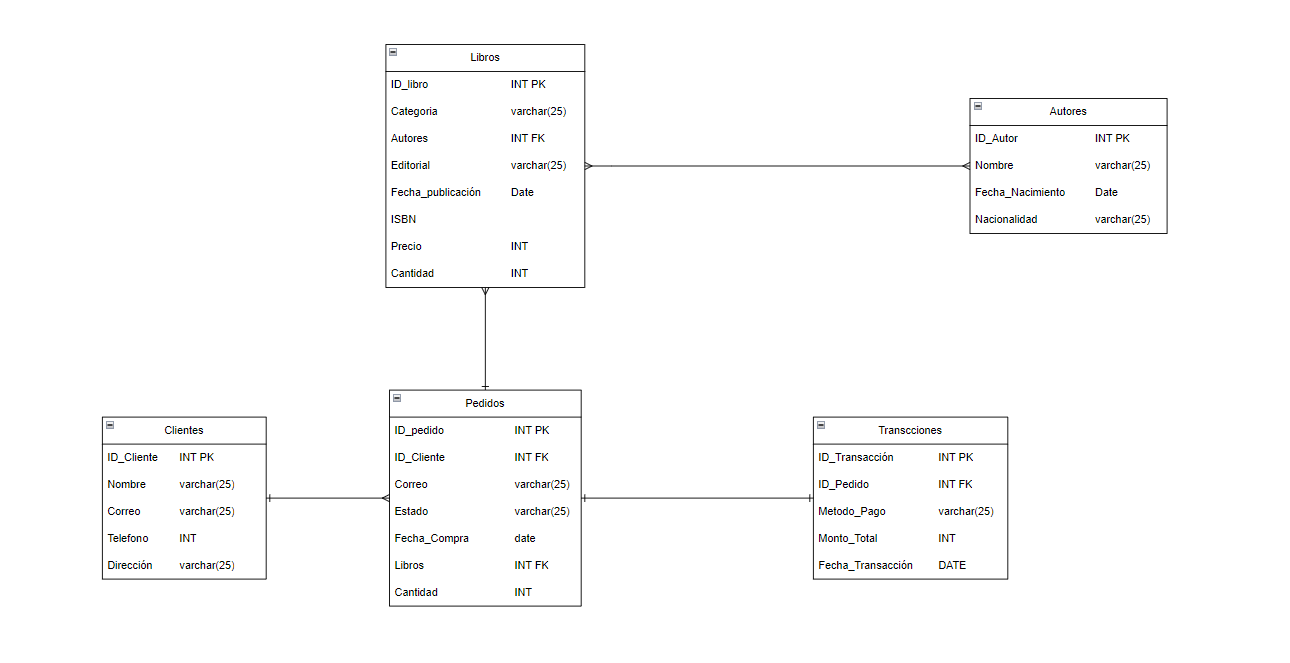 Libros
ID_libro INT PK
Categoria varchar(25)
Autores INT FK
Editorial varchar(25)
Fecha_publicación Date
ISBN
Precio INT
Cantidad INT
Autores
ID_Autor INT PK
Nombre varchar(25)
Fecha_Nacimiento Date
Nacionalidad varchar(25)
Clientes
ID_Cliente INT PK
Nombre varchar(25)
Correo varchar(25)
Telefono INT
Dirección varchar(25)
Pedidos
ID_pedido INT PK
ID_Cliente INT FK
Correo varchar(25)
Estado varchar(25)
Fecha_Compra date
Libros INT FK
Cantidad INT
Transcciones
ID_Transacción INT PK
ID_Pedido INT FK
Metodo_Pago varchar(25)
Monto_Total INT
Fecha_Transacción DATE